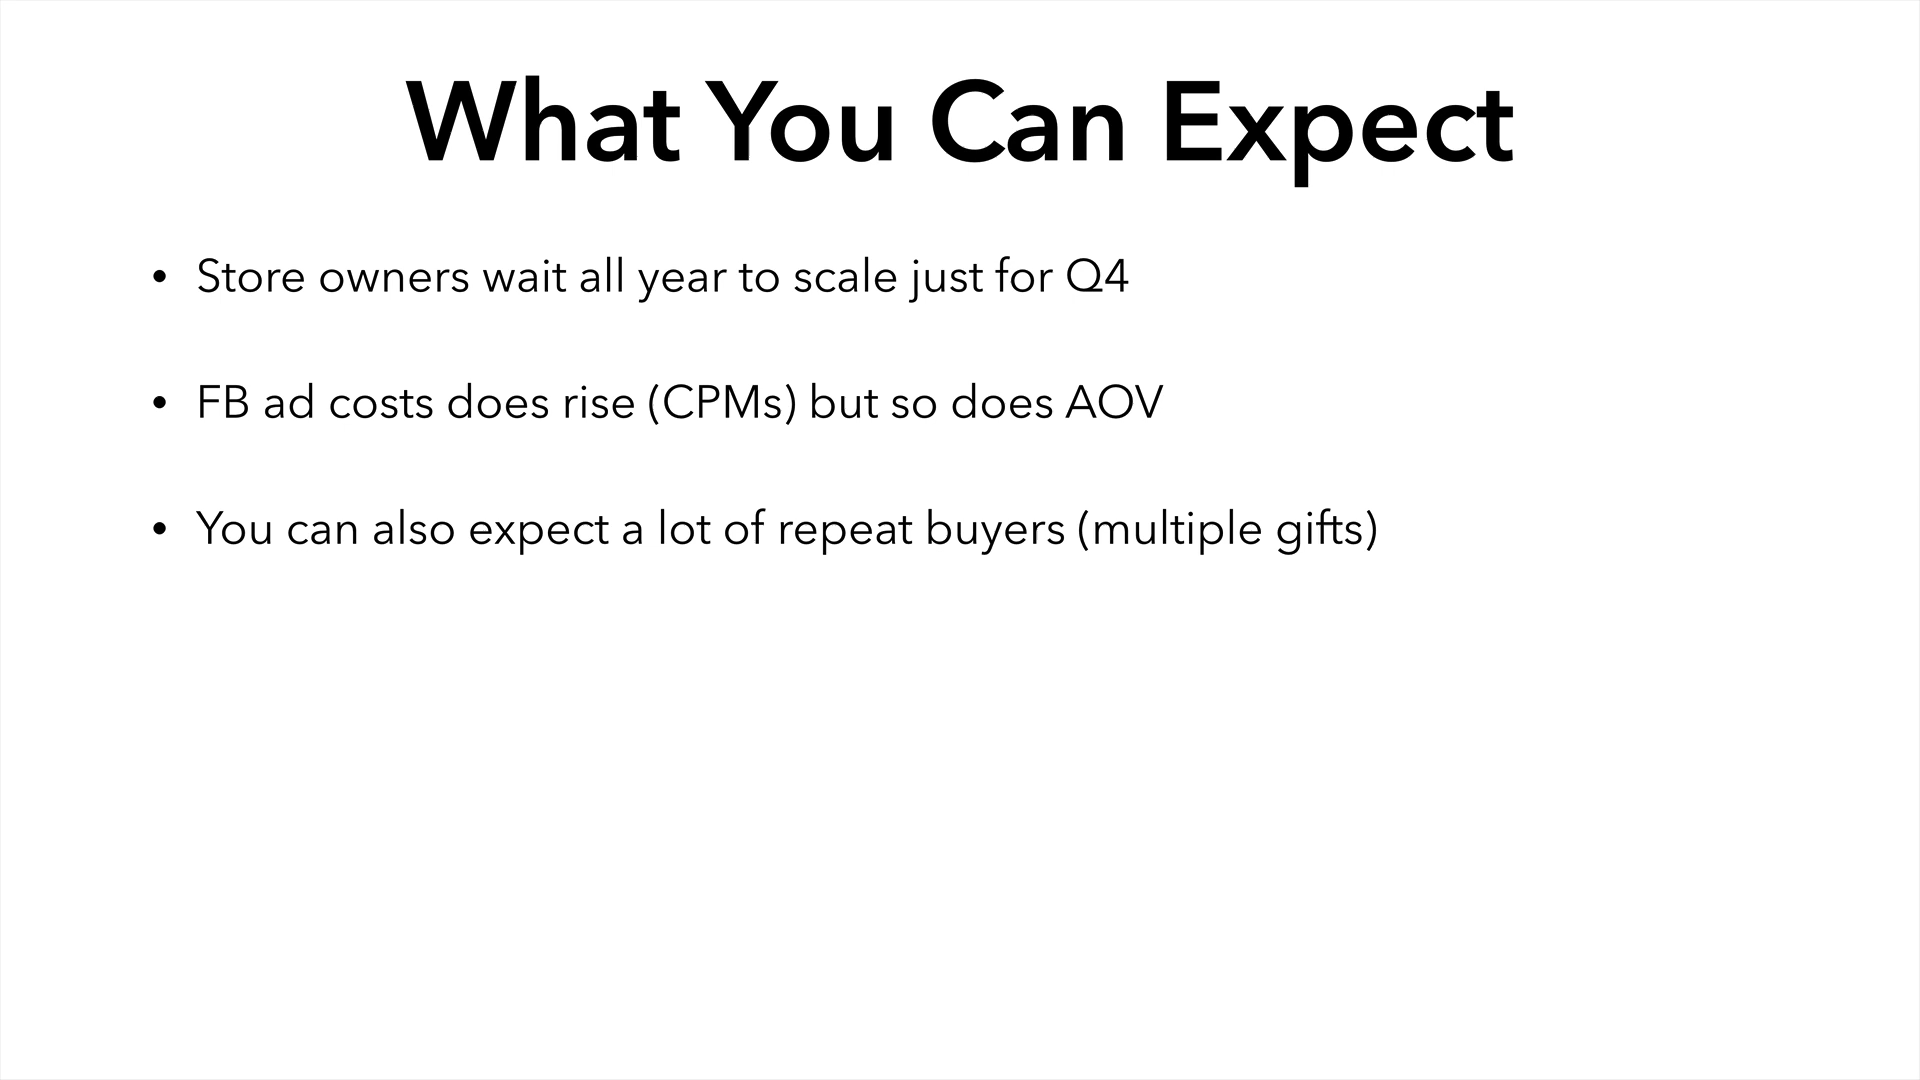 What You Can Expect
• Store owners wait all year to scale just for Q4
• FB ad costs does rise (CPMs) but so does AOV
• You can also expect a lot of repeat buyers (multiple gifts)